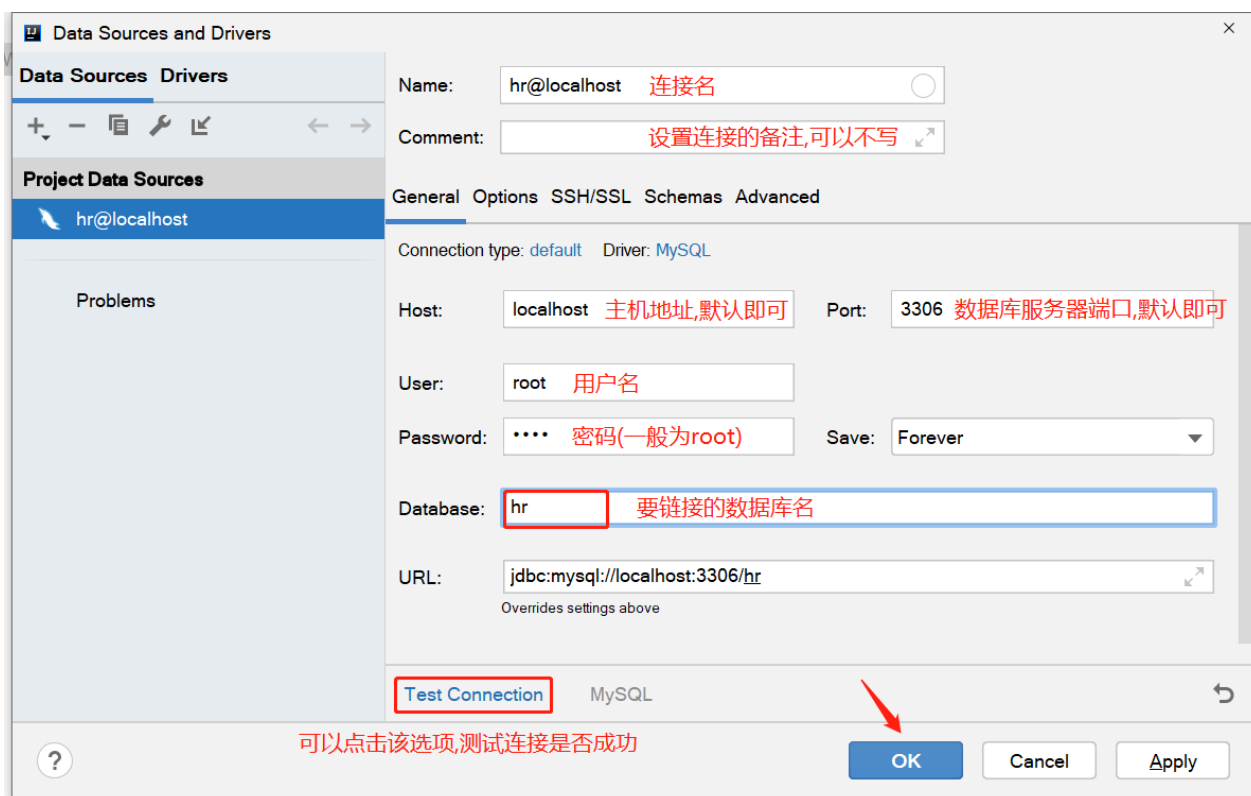 Data Sources and Drivers
Data Sources Drivers
Project Data Sources
hr@localhost
Problems
Name: hr@localhost 连接名
Comment: 设置连接的备注,可以不写
General Options SSH/SSL Schemas Advanced
Connection type: default Driver: MySQL
Host: localhost 主机地址,默认即可 Port: 3306 数据库服务器端口,默认即可
User: root 用户名
Password: •••• 密码(一般为root) Save: Forever
Database: hr 要链接的数据库名
URL: jdbc:mysql://localhost:3306/hr
Overrides settings above
Test Connection MySQL
可以点击该选项,测试连接是否成功
? OK Cancel Apply